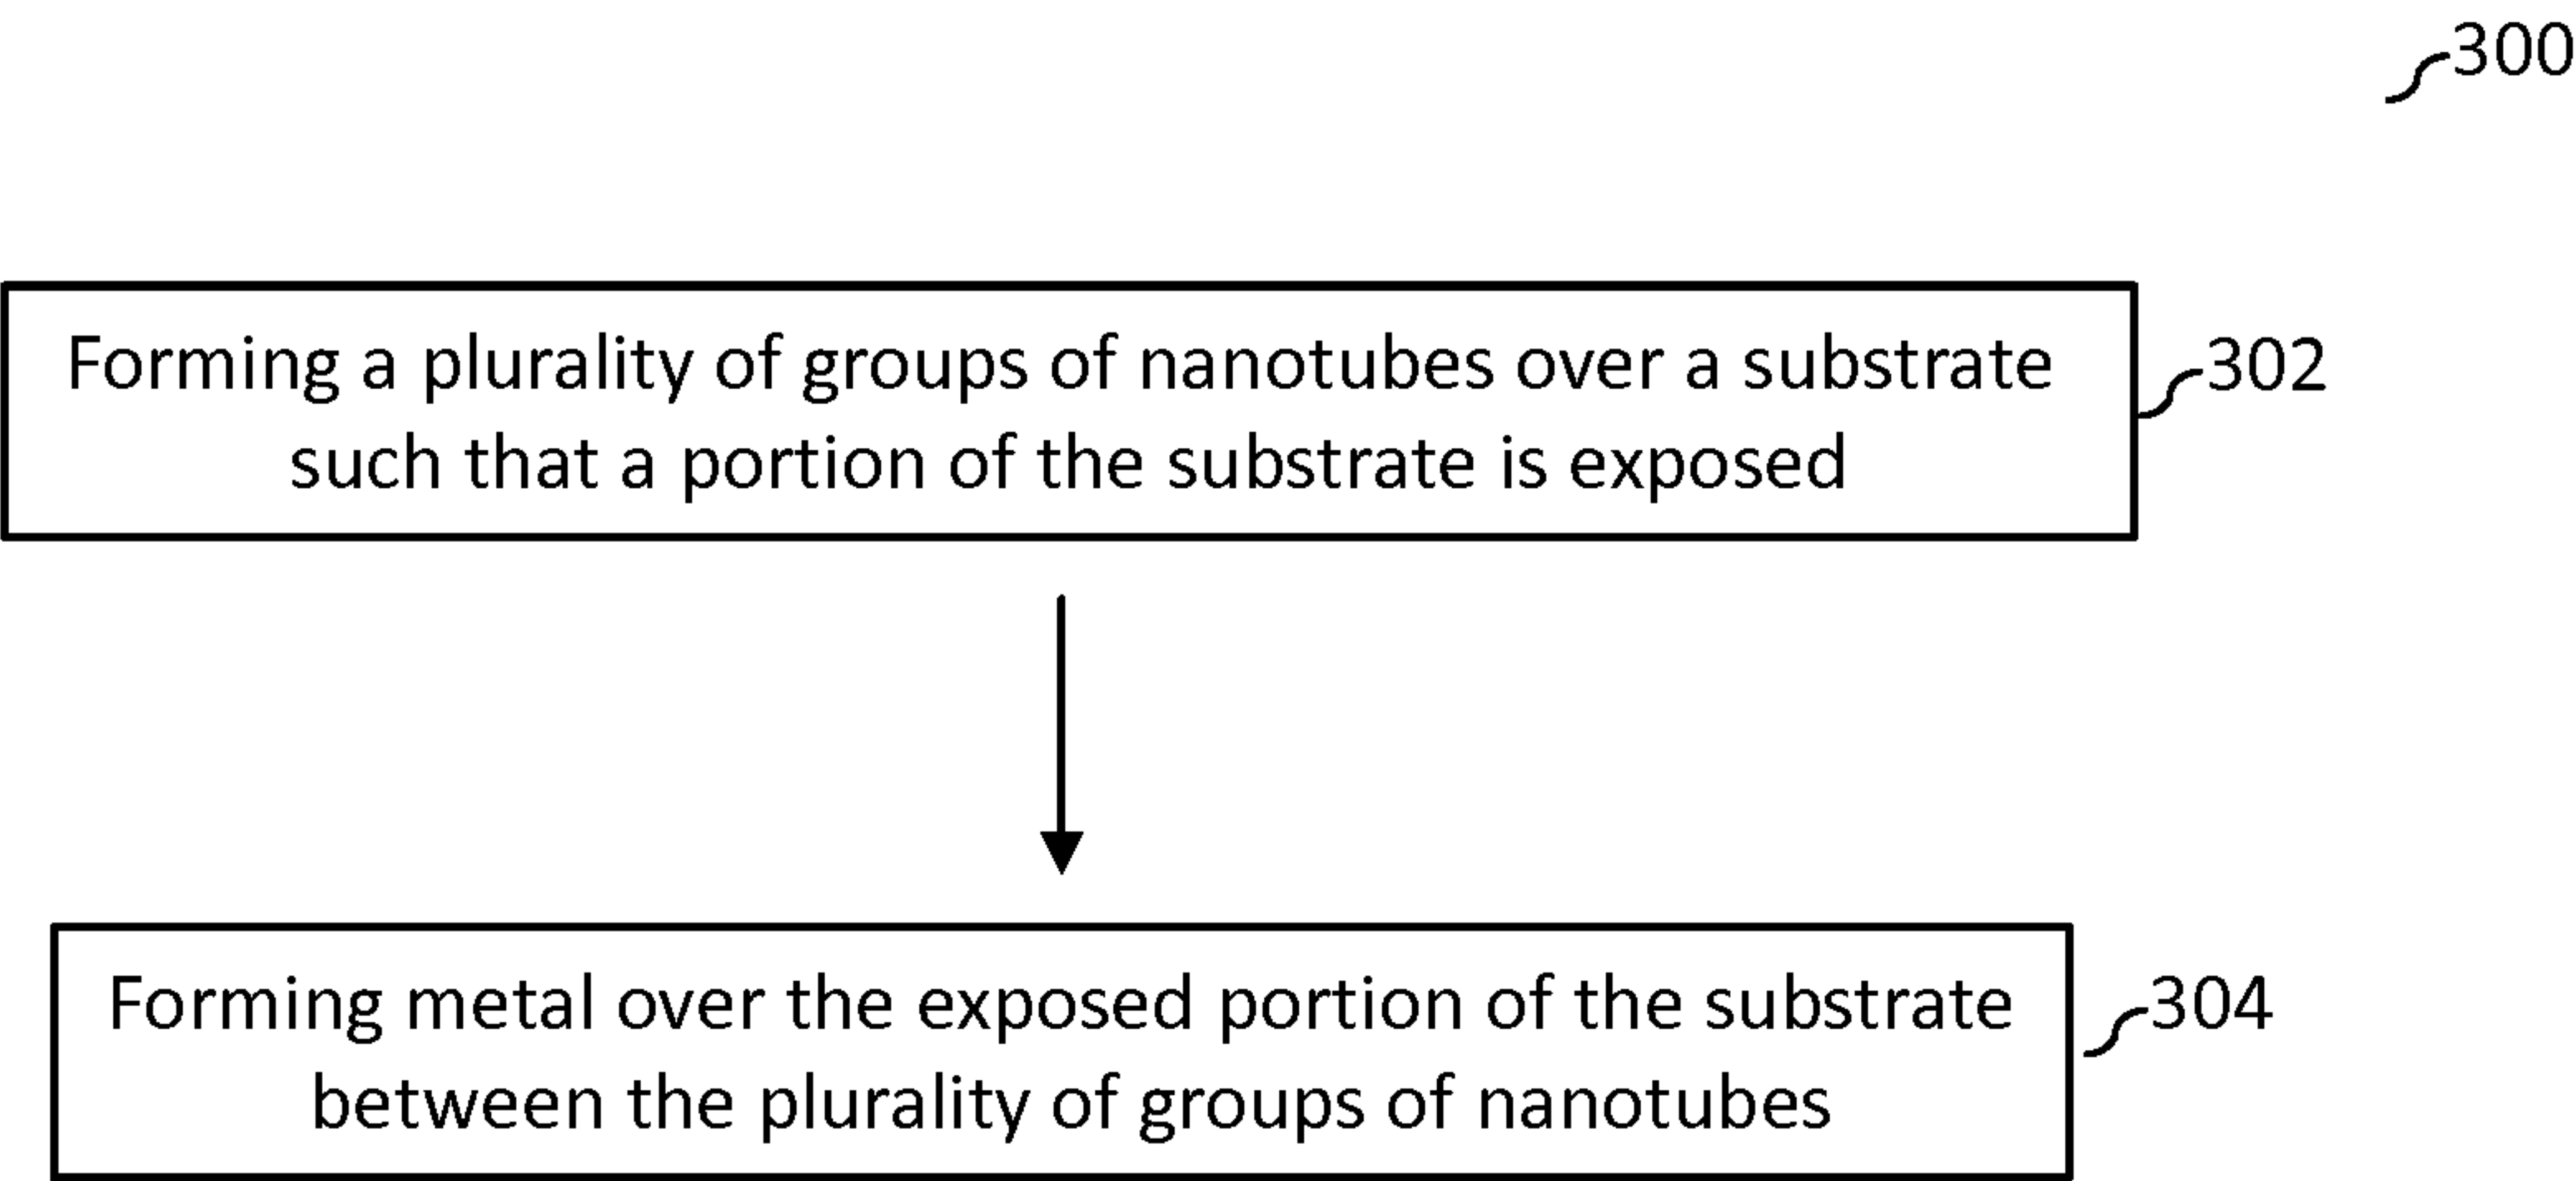 300
Forming a plurality of groups of nanotubes over a substrate
such that a portion of the substrate is exposed
302
Forming metal over the exposed portion of the substrate
between the plurality of groups of nanotubes
304